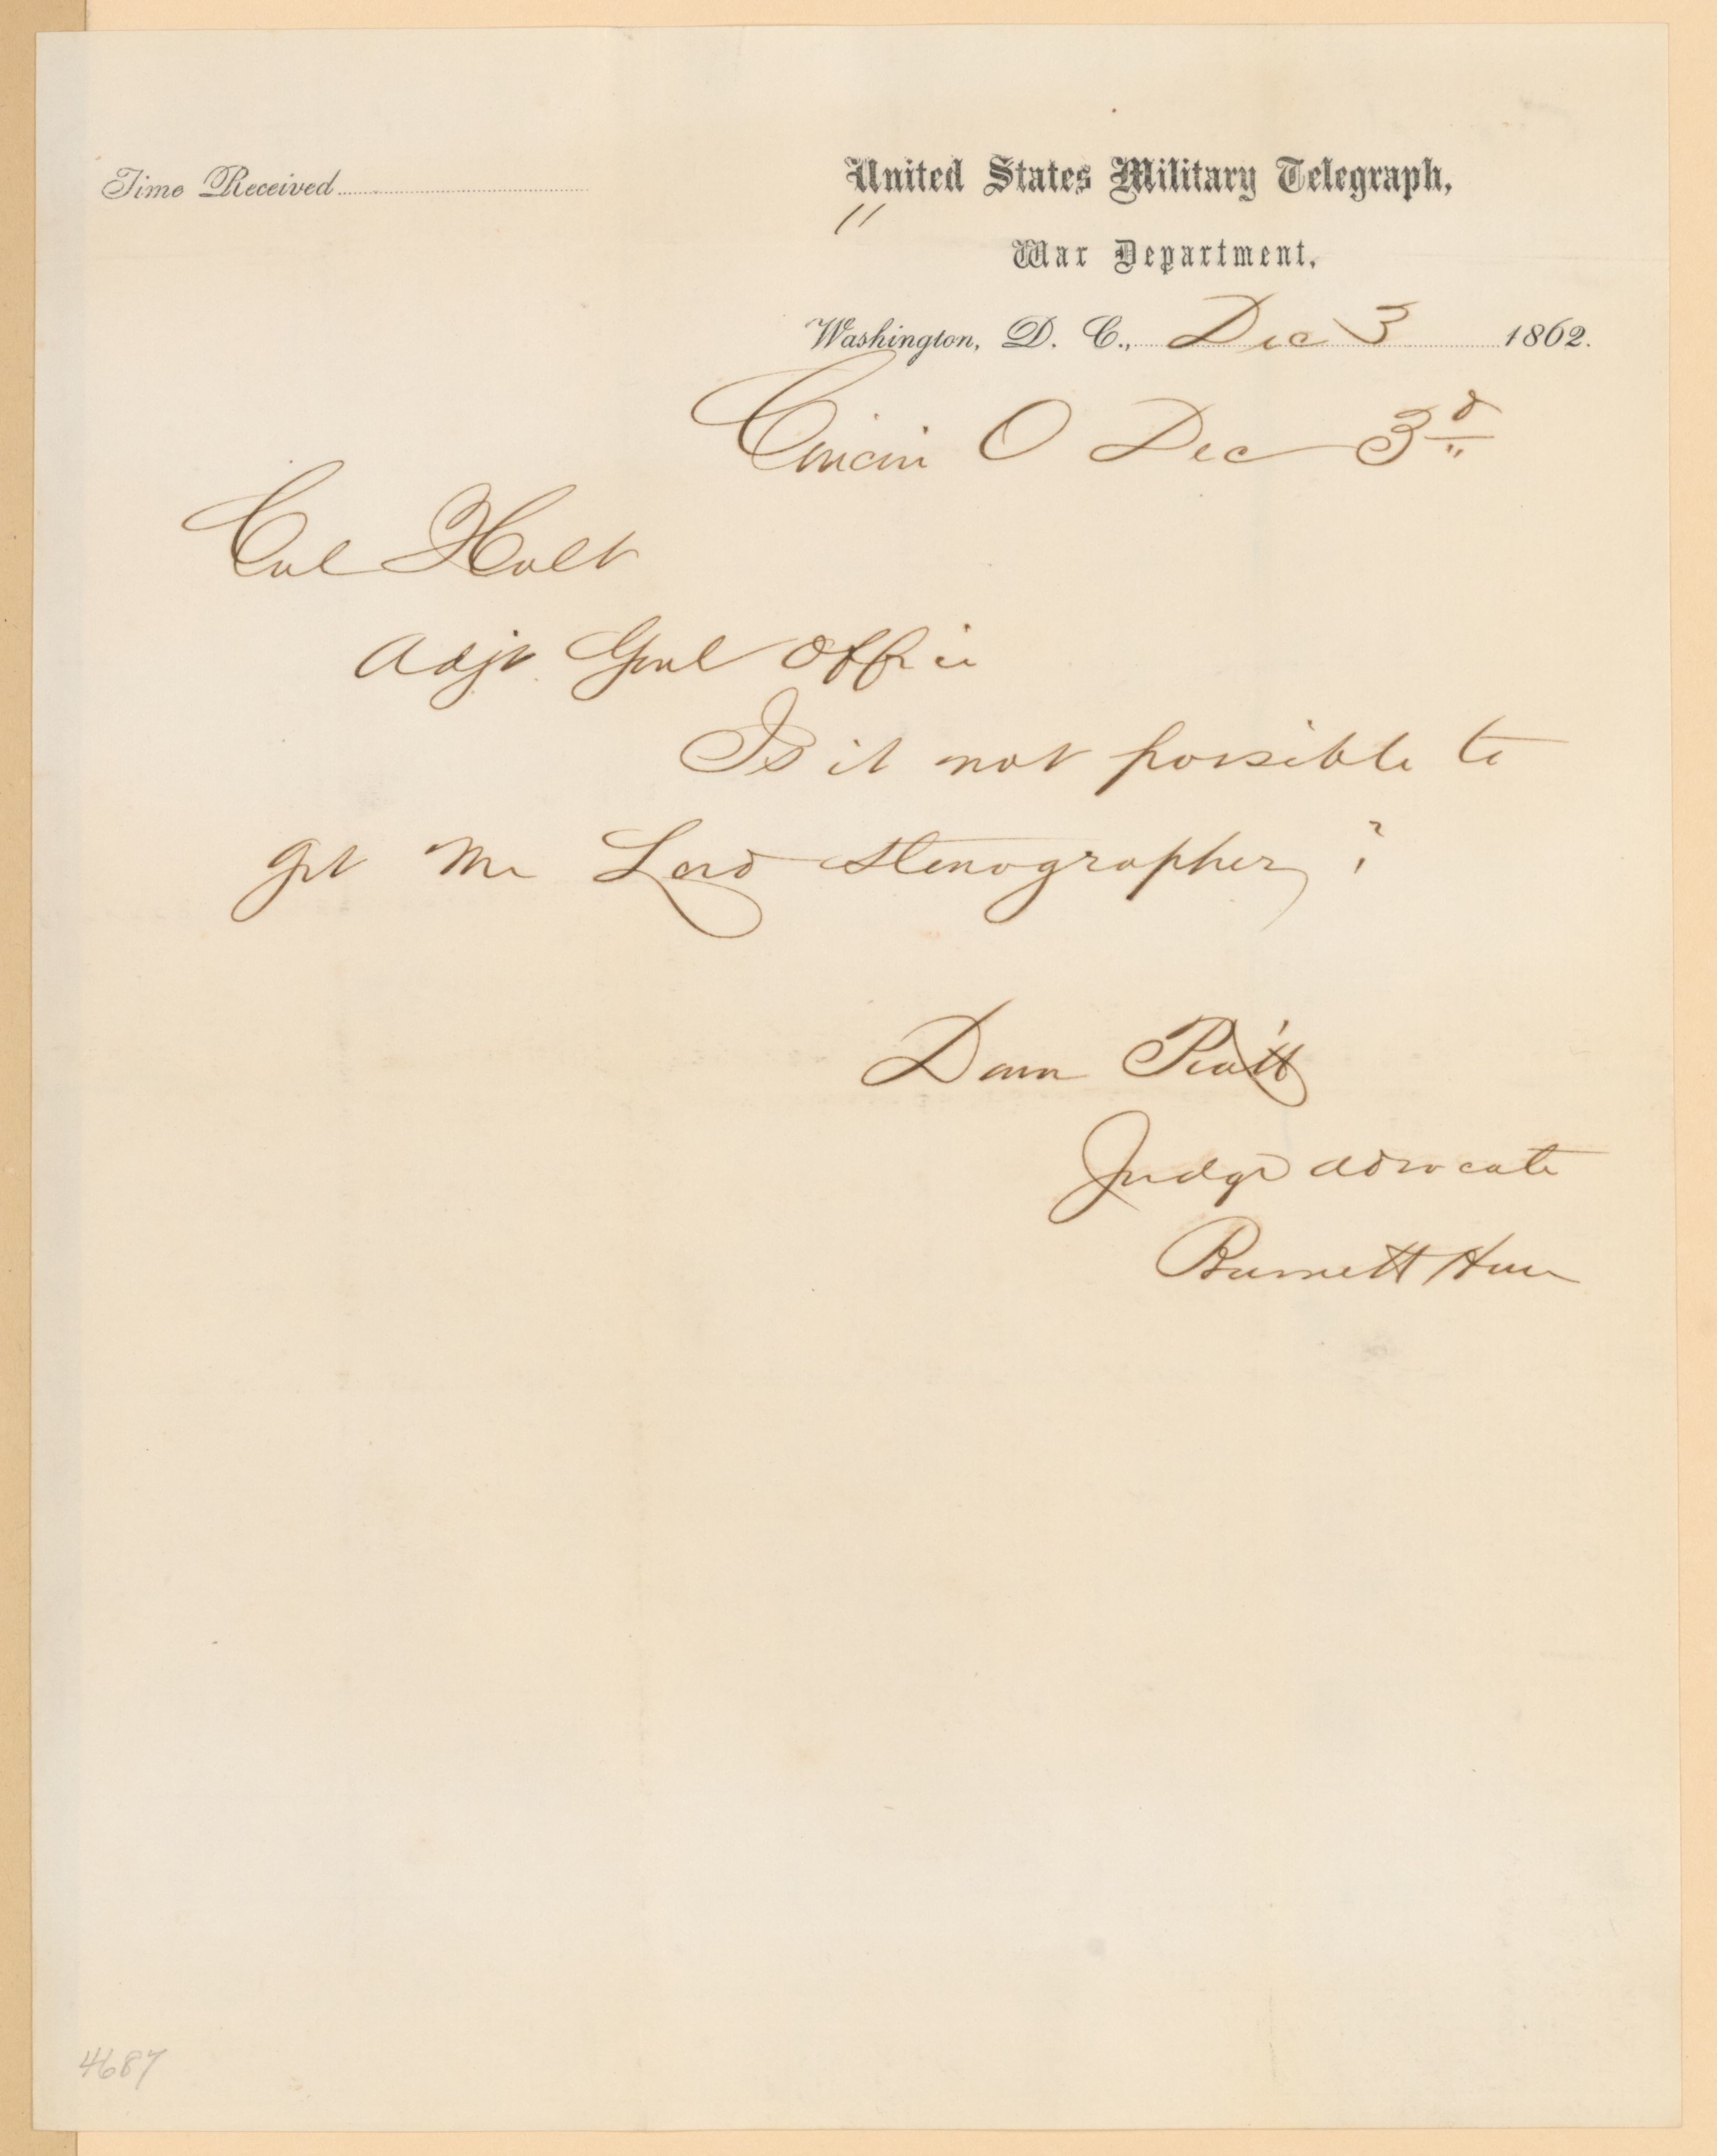 Time Received
United States Military Telegraph,
"
War Department,
Washington, D. C., Dec 3 1862.
Cincin O Dec 3d
Col Holt
Adjt Genl Office
Is it not possible to
get Mr Lord stenographer?
Donn Piatt
Judge advocate
Burnett House
4687